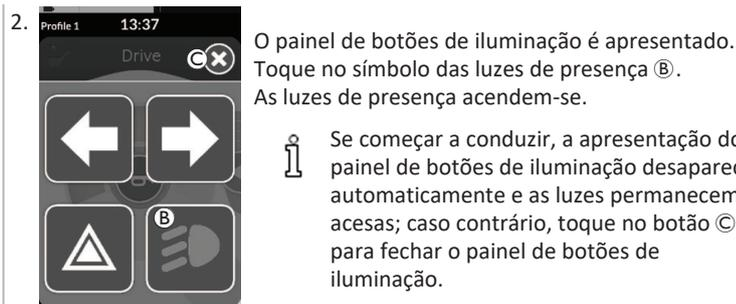 2.
Profile 1 13:37
Drive Ⓒ
Ⓑ
O painel de botões de iluminação é apresentado.
Toque no símbolo das luzes de presença Ⓑ.
As luzes de presença acendem-se.
Se começar a conduzir, a apresentação do
painel de botões de iluminação desaparec
automaticamente e as luzes permanecem
acesas; caso contrário, toque no botão Ⓒ
para fechar o painel de botões de
iluminação.